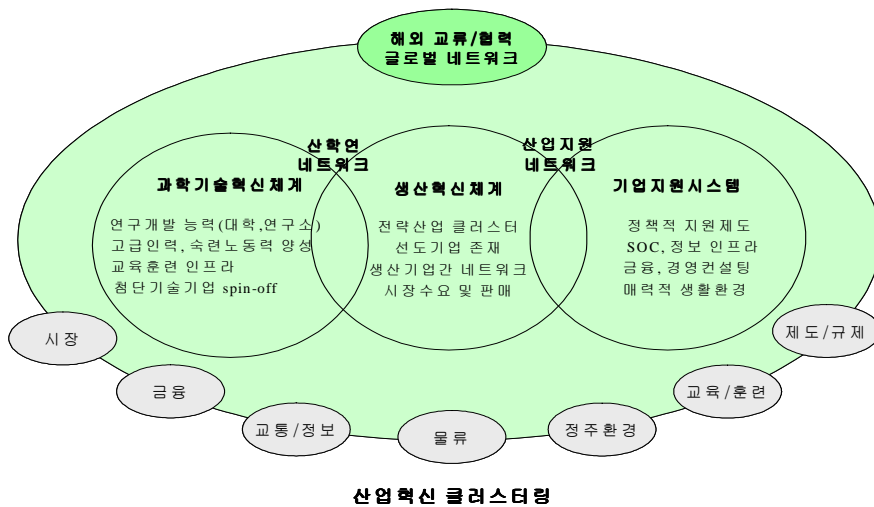 해외 교류/협력
글로벌 네트워크
산학연
네트워크
산업지원
네트워크
과학기술혁신체계
연구개발 능력(대학,연구소)
고급인력, 숙련노동력 양성
교육훈련 인프라
첨단기술기업 spin-off
생산혁신체계
전략산업 클러스터
선도기업 존재
생산기업간 네트워크
시장수요 및 판매
기업지원시스템
정책적 지원제도
SOC, 정보 인프라
금융, 경영컨설팅
매력적 생활환경
시장
금융
교통/정보
물류
정주환경
교육/훈련
제도/규제
산업혁신 클러스터링